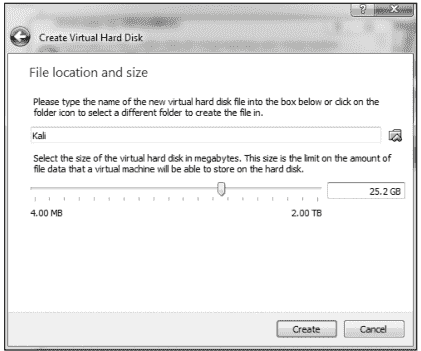 Create Virtual Hard Disk
File location and size
Please type the name of the new virtual hard disk file into the box below or click on the
folder icon to select a different folder to create the file in.
Kali
Select the size of the virtual hard disk in megabytes. This size is the limit on the amount of
file data that a virtual machine will be able to store on the hard disk.
25.2 GB
4.00 MB 2.00 TB
Create Cancel